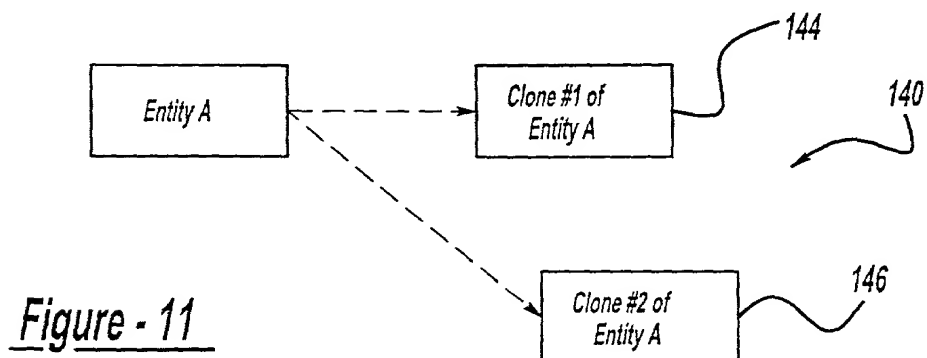 144
Entity A
Clone #1 of
Entity A
140
Clone #2 of
Entity A
146
Figure - 11